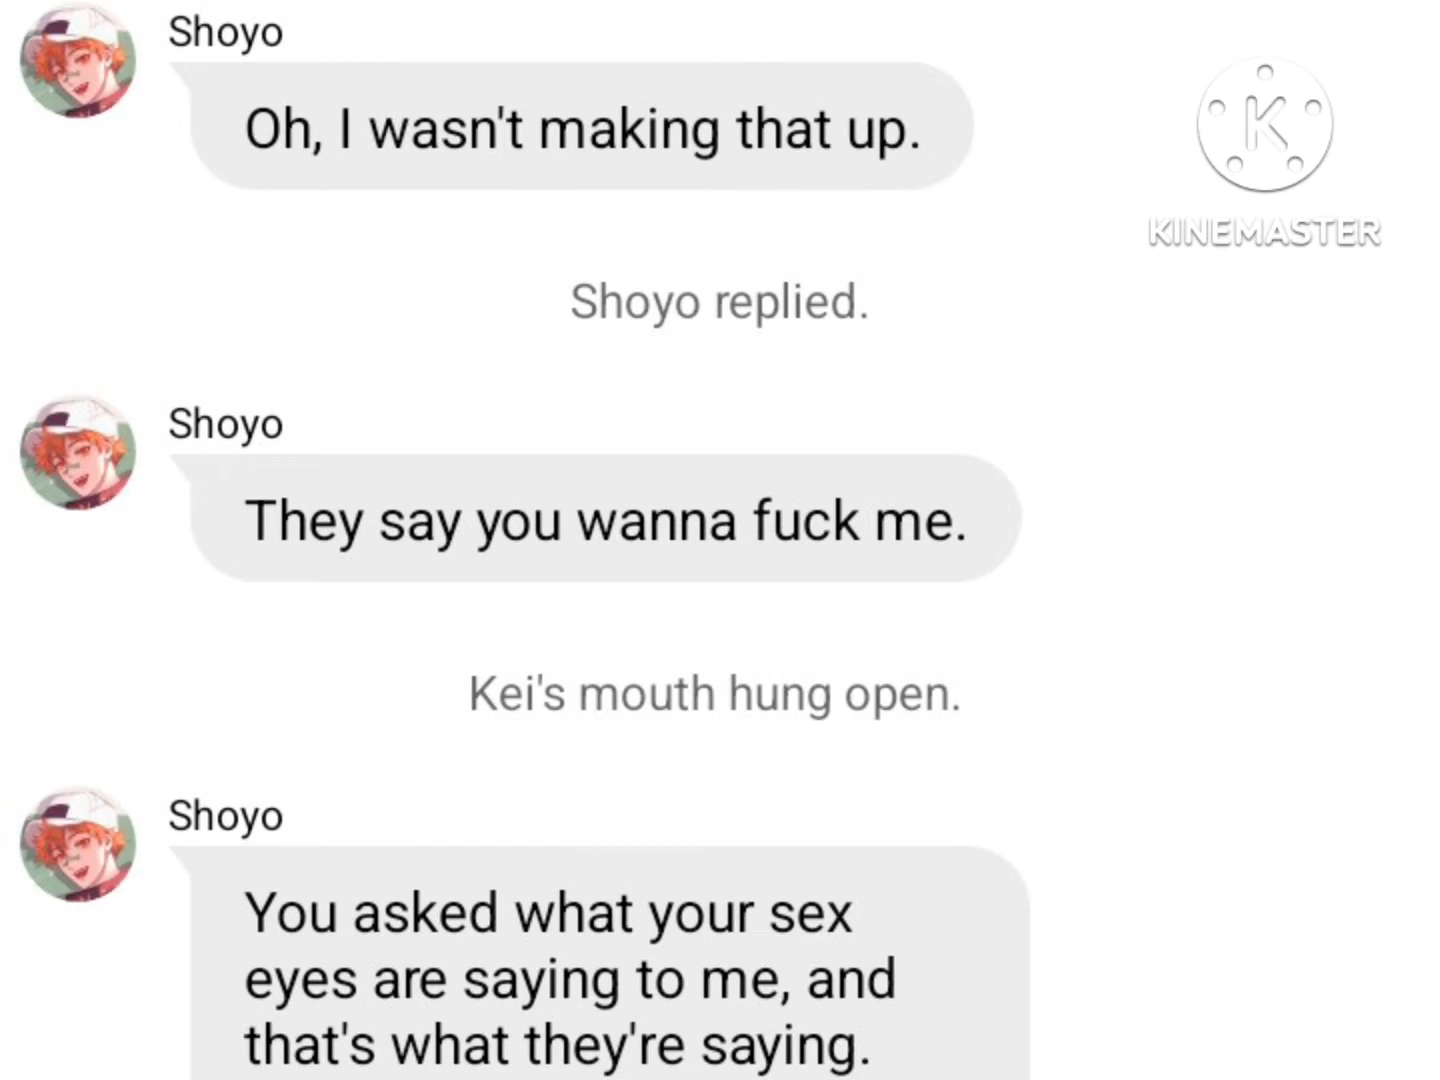 Shoyo
Oh, I wasn't making that up.
KINEMASTER
Shoyo replied.
Shoyo
They say you wanna fuck me.
Kei's mouth hung open.
Shoyo
You asked what your sex
eyes are saying to me, and
that's what they're saying.